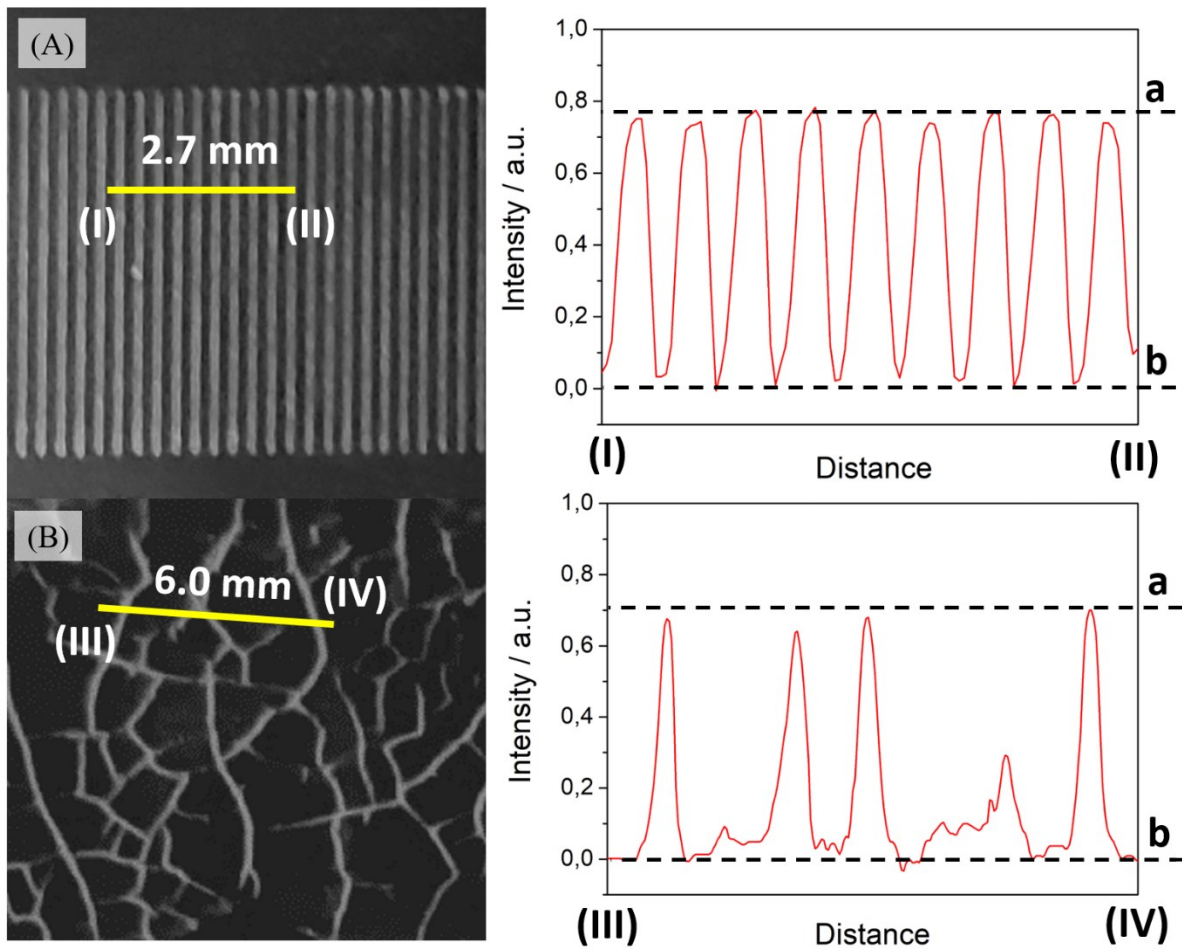 (A)
2.7 mm
(I)
(II)
Intensity / a.u.
1,0
0,8
0,6
0,4
0,2
0,0
a
b
(I)
Distance
(II)
(B)
6.0 mm
(III)
(IV)
Intensity / a.u.
1,0
0,8
0,6
0,4
0,2
0,0
a
b
(III)
Distance
(IV)